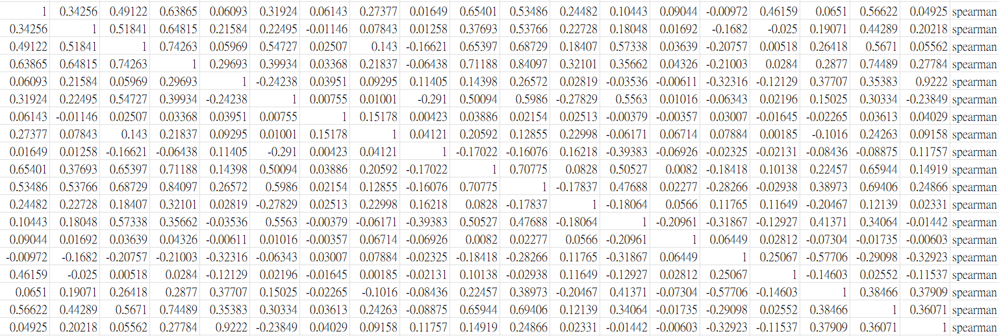 1 0.34256 0.49122 0.63865 0.06093 0.31924 0.06143 0.27377 0.01649 0.65401 0.53486 0.24482 0.10443 0.09044 -0.00972 0.46159 0.0651 0.56622 0.04925 spearman
0.34256 1 0.51841 0.64815 0.21584 0.22495 -0.01146 0.07843 0.01258 0.37693 0.53766 0.22728 0.18048 0.01692 -0.1682 -0.025 0.19071 0.44289 0.20218 spearman
0.49122 0.51841 1 0.74263 0.05969 0.54727 0.02507 0.143 -0.16621 0.65397 0.68729 0.18407 0.57338 0.03639 -0.20757 0.00518 0.26418 0.5671 0.05562 spearman
0.63865 0.64815 0.74263 1 0.29693 0.39934 0.03368 0.21837 -0.06438 0.71188 0.84097 0.32101 0.35662 0.04326 -0.21003 0.0284 0.2877 0.74489 0.27784 spearman
0.06093 0.21584 0.05969 0.29693 1 -0.24238 0.03951 0.09295 0.11405 0.14398 0.26572 0.02819 -0.03536 -0.00611 -0.32316 -0.12129 0.37707 0.35383 0.9222 spearman
0.31924 0.22495 0.54727 0.39934 -0.24238 1 0.00755 0.01001 -0.291 0.50094 0.5986 -0.27829 0.5563 0.01016 -0.06343 0.02196 0.15025 0.30334 -0.23849 spearman
0.06143 -0.01146 0.02507 0.03368 0.03951 0.00755 1 0.15178 0.00423 0.03886 0.02154 0.02513 -0.00379 -0.00357 0.03007 -0.01645 -0.02265 0.03613 0.04029 spearman
0.27377 0.07843 0.143 0.21837 0.09295 0.01001 0.15178 1 0.04121 0.20592 0.12855 0.22998 -0.06171 0.06714 0.07884 0.00185 -0.1016 0.24263 0.09158 spearman
0.01649 0.01258 -0.16621 -0.06438 0.11405 -0.291 0.00423 0.04121 1 -0.17022 -0.16076 0.16218 -0.39383 -0.06926 -0.02325 -0.02131 -0.08436 -0.08875 0.11757 spearman
0.65401 0.37693 0.65397 0.71188 0.14398 0.50094 0.03886 0.20592 -0.17022 1 0.70775 0.0828 0.50527 0.0082 -0.18418 0.10138 0.22457 0.65944 0.14919 spearman
0.53486 0.53766 0.68729 0.84097 0.26572 0.5986 0.02154 0.12855 -0.16076 0.70775 1 -0.17837 0.47688 0.02277 -0.28266 -0.02938 0.38973 0.69406 0.24866 spearman
0.24482 0.22728 0.18407 0.32101 0.02819 -0.27829 0.02513 0.22998 0.16218 0.0828 -0.17837 1 -0.18064 0.0566 0.11765 0.11649 -0.20467 0.12139 0.02331 spearman
0.10443 0.18048 0.57338 0.35662 -0.03536 0.5563 -0.00379 -0.06171 -0.39383 0.50527 0.47688 -0.18064 1 -0.20961 -0.31867 -0.12927 0.41371 0.34064 -0.01442 spearman
0.09044 0.01692 0.03639 0.04326 -0.00611 0.01016 -0.00357 0.06714 -0.06926 0.0082 0.02277 0.0566 -0.20961 1 0.06449 0.02812 -0.07304 -0.01735 -0.00603 spearman
-0.00972 -0.1682 -0.20757 -0.21003 -0.32316 -0.06343 0.03007 0.07884 -0.02325 -0.18418 -0.28266 0.11765 -0.31867 0.06449 1 0.25067 -0.57706 -0.29098 -0.32923 spearman
0.46159 -0.025 0.00518 0.0284 -0.12129 0.02196 -0.01645 0.00185 -0.02131 0.10138 -0.02938 0.11649 -0.12927 0.02812 0.25067 1 -0.14603 0.02552 -0.11537 spearman
0.0651 0.19071 0.26418 0.2877 0.37707 0.15025 -0.02265 -0.1016 -0.08436 0.22457 0.38973 -0.20467 0.41371 -0.07304 -0.57706 -0.14603 1 0.38466 0.37909 spearman
0.56622 0.44289 0.5671 0.74489 0.35383 0.30334 0.03613 0.24263 -0.08875 0.65944 0.69406 0.12139 0.34064 -0.01735 -0.29098 0.02552 0.38466 1 0.36071 spearman
0.04925 0.20218 0.05562 0.27784 0.9222 -0.23849 0.04029 0.09158 0.11757 0.14919 0.24866 0.02331 -0.01442 -0.00603 -0.32923 -0.11537 0.37909 0.36071 1 spearman